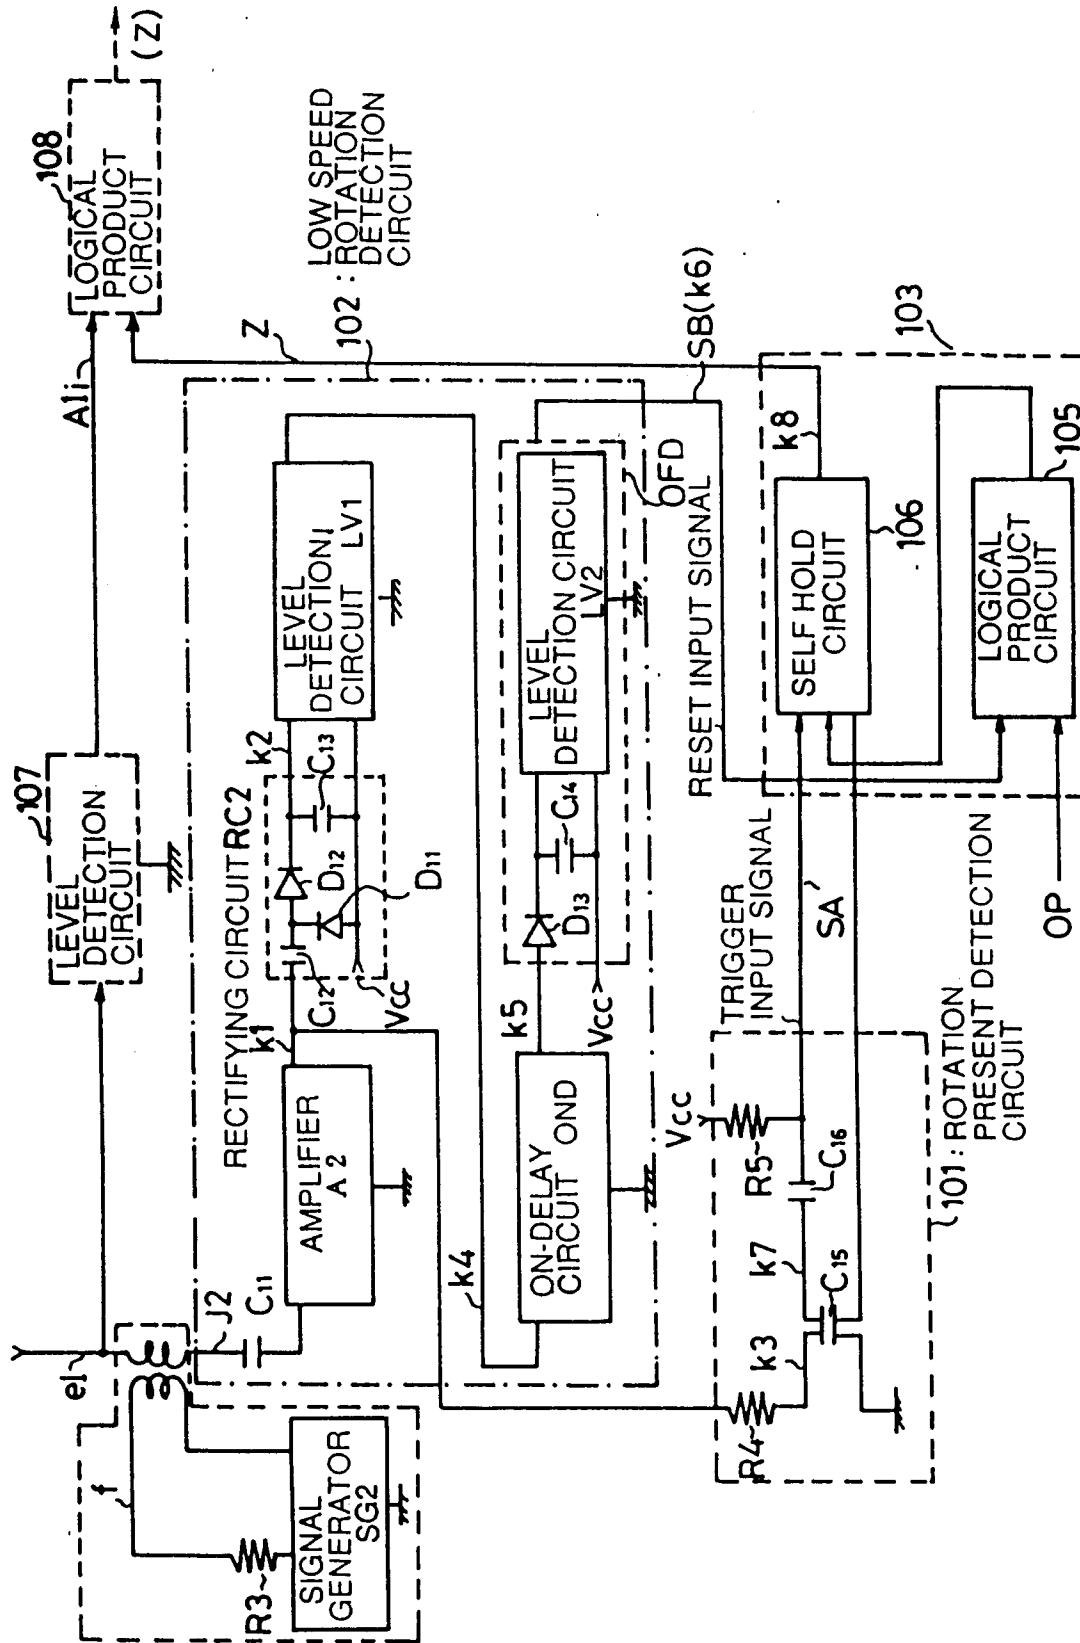 el
107
LEVEL
DETECTION
CIRCUIT
Ali
108
LOGICAL
PRODUCT
CIRCUIT
(Z)
f
R3
SIGNAL
GENERATOR
SG2
J2
C11
AMPLIFIER
A2
k1
RECTIFYING CIRCUIT RC2
C12
D12
D11
Vcc
k2
C13
LEVEL
DETECTION
CIRCUIT LV1
102 : LOW SPEED
ROTATION
DETECTION
CIRCUIT
Z
k4
ON-DELAY
CIRCUIT OND
k5
D13
Vcc
C14
LEVEL
DETECTION CIRCUIT
LV2
OFD
SB(k6)
RESET INPUT SIGNAL
TRIGGER
INPUT SIGNAL
SA'
Vcc
R5
R4
k3
C15
k7
C16
101 : ROTATION
PRESENT DETECTION
CIRCUIT
OP
SELF HOLD
CIRCUIT
106
k8
103
LOGICAL
PRODUCT
CIRCUIT
105